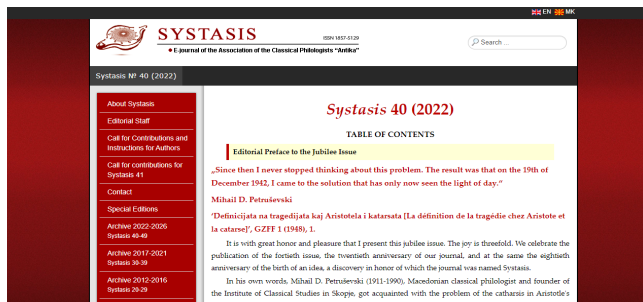 EN MK
SYSTASIS
ISSN 1857-5129
E-journal of the Association of the Classical Philologists "Antika"
Search ...
Systasis № 40 (2022)
About Systasis
Editorial Staff
Call for Contributions and
Instructions for Authors
Call for contributions for
Systasis 41
Contact
Special Editions
Archive 2022-2026
Systasis 40-49
Archive 2017-2021
Systasis 30-39
Archive 2012-2016
Systasis 20-29
Systasis 40 (2022)
TABLE OF CONTENTS
Editorial Preface to the Jubilee Issue
„Since then I never stopped thinking about this problem. The result was that on the 19th of
December 1942, I came to the solution that has only now seen the light of day."
Mihail D. Petruševski
'Definicijata na tragedijata kaj Aristotela i katarsata [La définition de la tragédie chez Aristote et
la catarse]', GZFF 1 (1948), 1.
It is with great honor and pleasure that I present this jubilee issue. The joy is threefold. We celebrate the
publication of the fortieth issue, the twentieth anniversary of our journal, and at the same the eightieth
anniversary of the birth of an idea, a discovery in honor of which the journal was named Systasis.
In his own words, Mihail D. Petruševski (1911-1990), Macedonian classical philologist and founder of
the Institute of Classical Studies in Skopje, got acquainted with the problem of the catharsis in Aristotle's